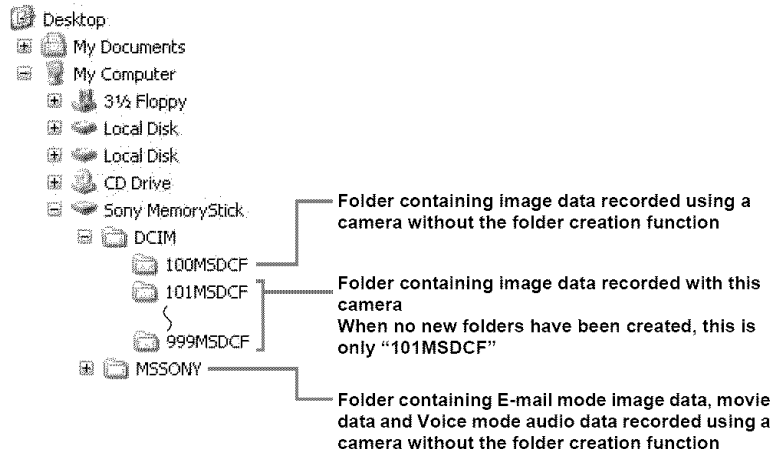 Desktop
My Documents
My Computer
3½ Floppy
Local Disk
Local Disk
CD Drive
Sony MemoryStick
DCIM
100MSDCF
101MSDCF
999MSDCF
MSSONY
Folder containing image data recorded using a
camera without the folder creation function
Folder containing image data recorded with this
camera
When no new folders have been created, this is
only “101MSDCF”
Folder containing E-mail mode image data, movie
data and Voice mode audio data recorded using a
camera without the folder creation function